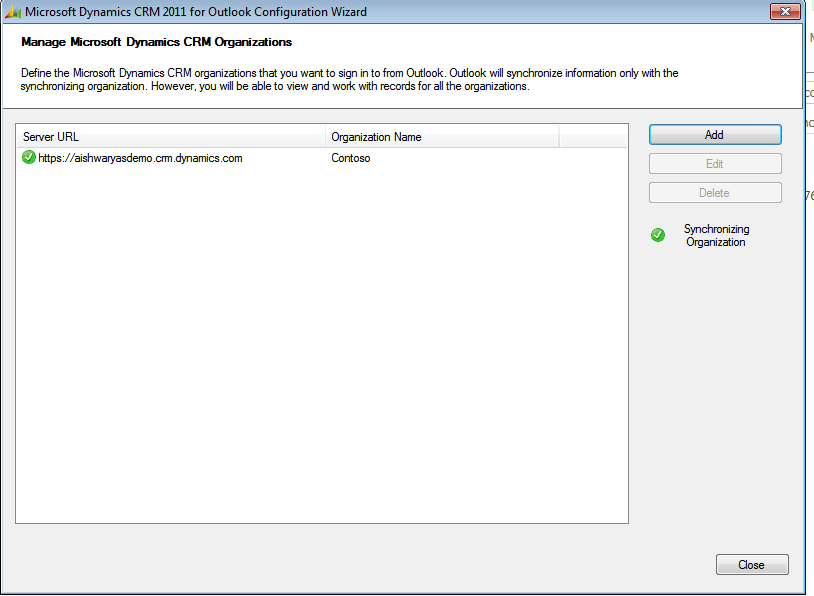 Microsoft Dynamics CRM 2011 for Outlook Configuration Wizard
Manage Microsoft Dynamics CRM Organizations
Define the Microsoft Dynamics CRM organizations that you want to sign in to from Outlook. Outlook will synchronize information only with the
synchronizing organization. However, you will be able to view and work with records for all the organizations.
Server URL Organization Name
https://aishwaryasdemo.crm.dynamics.com Contoso
Add
Edit
Delete
Synchronizing
Organization
Close